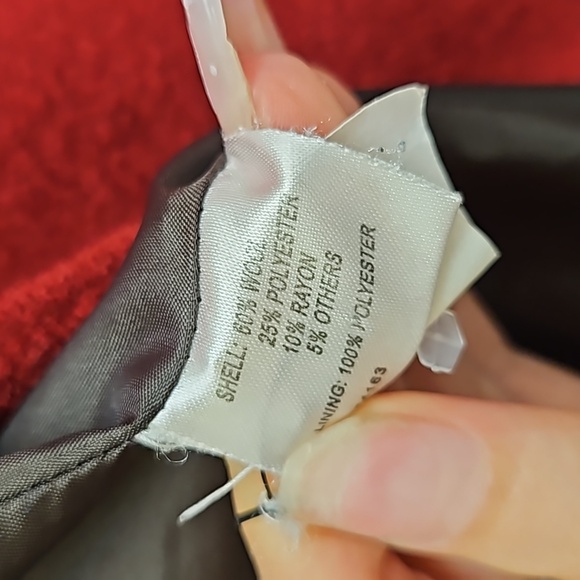 SHELL: 60% WOOL
25% POLYESTER
10% RAYON
5% OTHERS
LINING: 100% POLYESTER